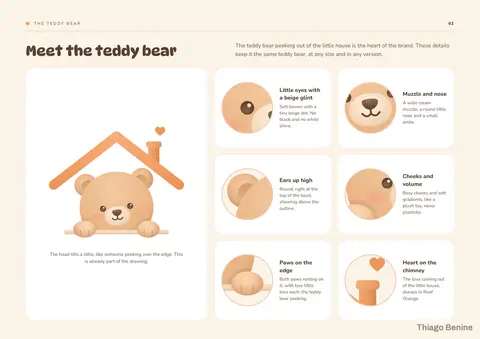 THE TEDDY BEAR
02
Meet the teddy bear
The teddy bear peeking out of the little house is the heart of the brand. These details
keep it the same teddy bear, at any size and in any version.
The head tilts a little, like someone peeking over the edge. This
is already part of the drawing.
Little eyes with
a beige glint
Soft brown with a
tiny beige dot. No
black and no white
shine.
Muzzle and nose
A wide cream
muzzle, a round little
nose and a small
smile.
Ears up high
Round, right at the
top of the head,
showing above the
outline.
Cheeks and
volume
Rosy cheeks and soft
gradients, like a
plush toy, never
plasticky.
Paws on the
edge
Both paws resting on
it, with two little
toes each: the teddy
bear peeking.
Heart on the
chimney
The love coming out
of the little house,
always in Roof
Orange.
Thiago Benine